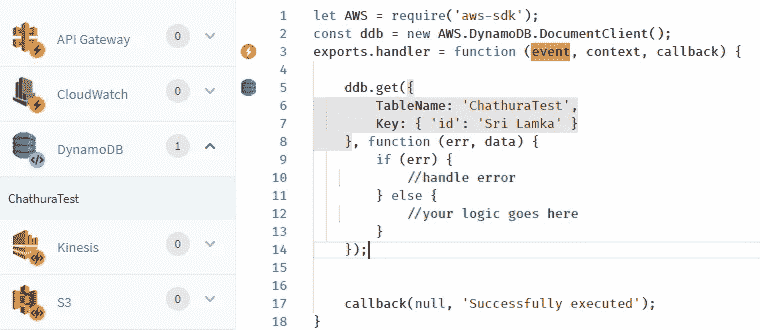 API Gateway 0
CloudWatch 0
DynamoDB 1
ChathuraTest
Kinesis 0
S3 0
1 let AWS = require('aws-sdk');
2 const ddb = new AWS.DynamoDB.DocumentClient();
3 exports.handler = function (event, context, callback) {
4
5 ddb.get({
6 TableName: 'ChathuraTest',
7 Key: { 'id': 'Sri Lamka' }
8 }, function (err, data) {
9 if (err) {
10 //handle error
11 } else {
12 //your logic goes here
13 }
14 });
15
16
17 callback(null, 'Successfully executed');
18 }